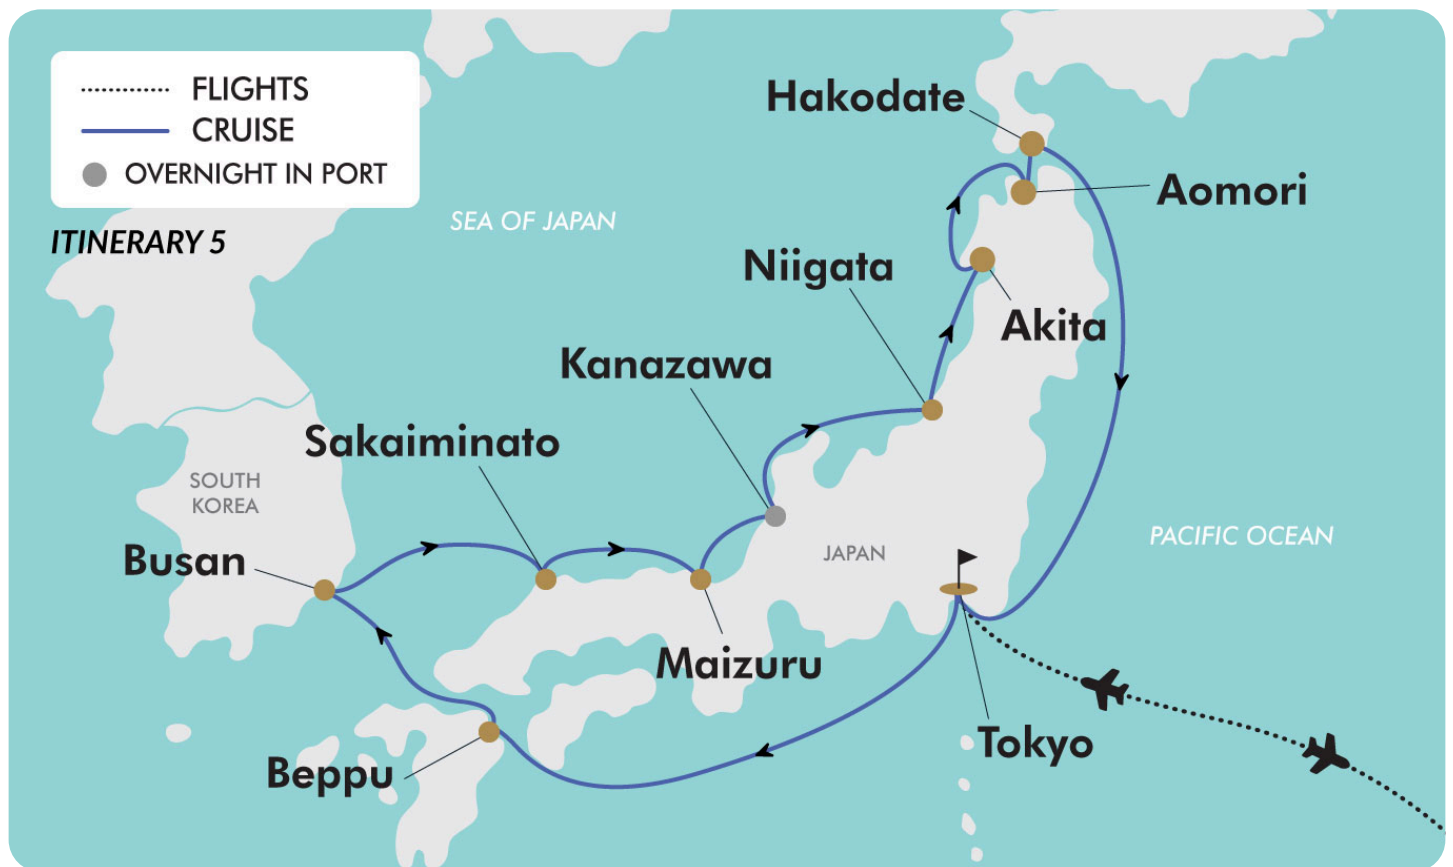 FLIGHTS
CRUISE
OVERNIGHT IN PORT
ITINERARY 5
SEA OF JAPAN
Hakodate
Aomori
Niigata
Akita
Kanazawa
Sakaiminato
SOUTH
KOREA
Busan
JAPAN
PACIFIC OCEAN
Maizuru
Tokyo
Beppu